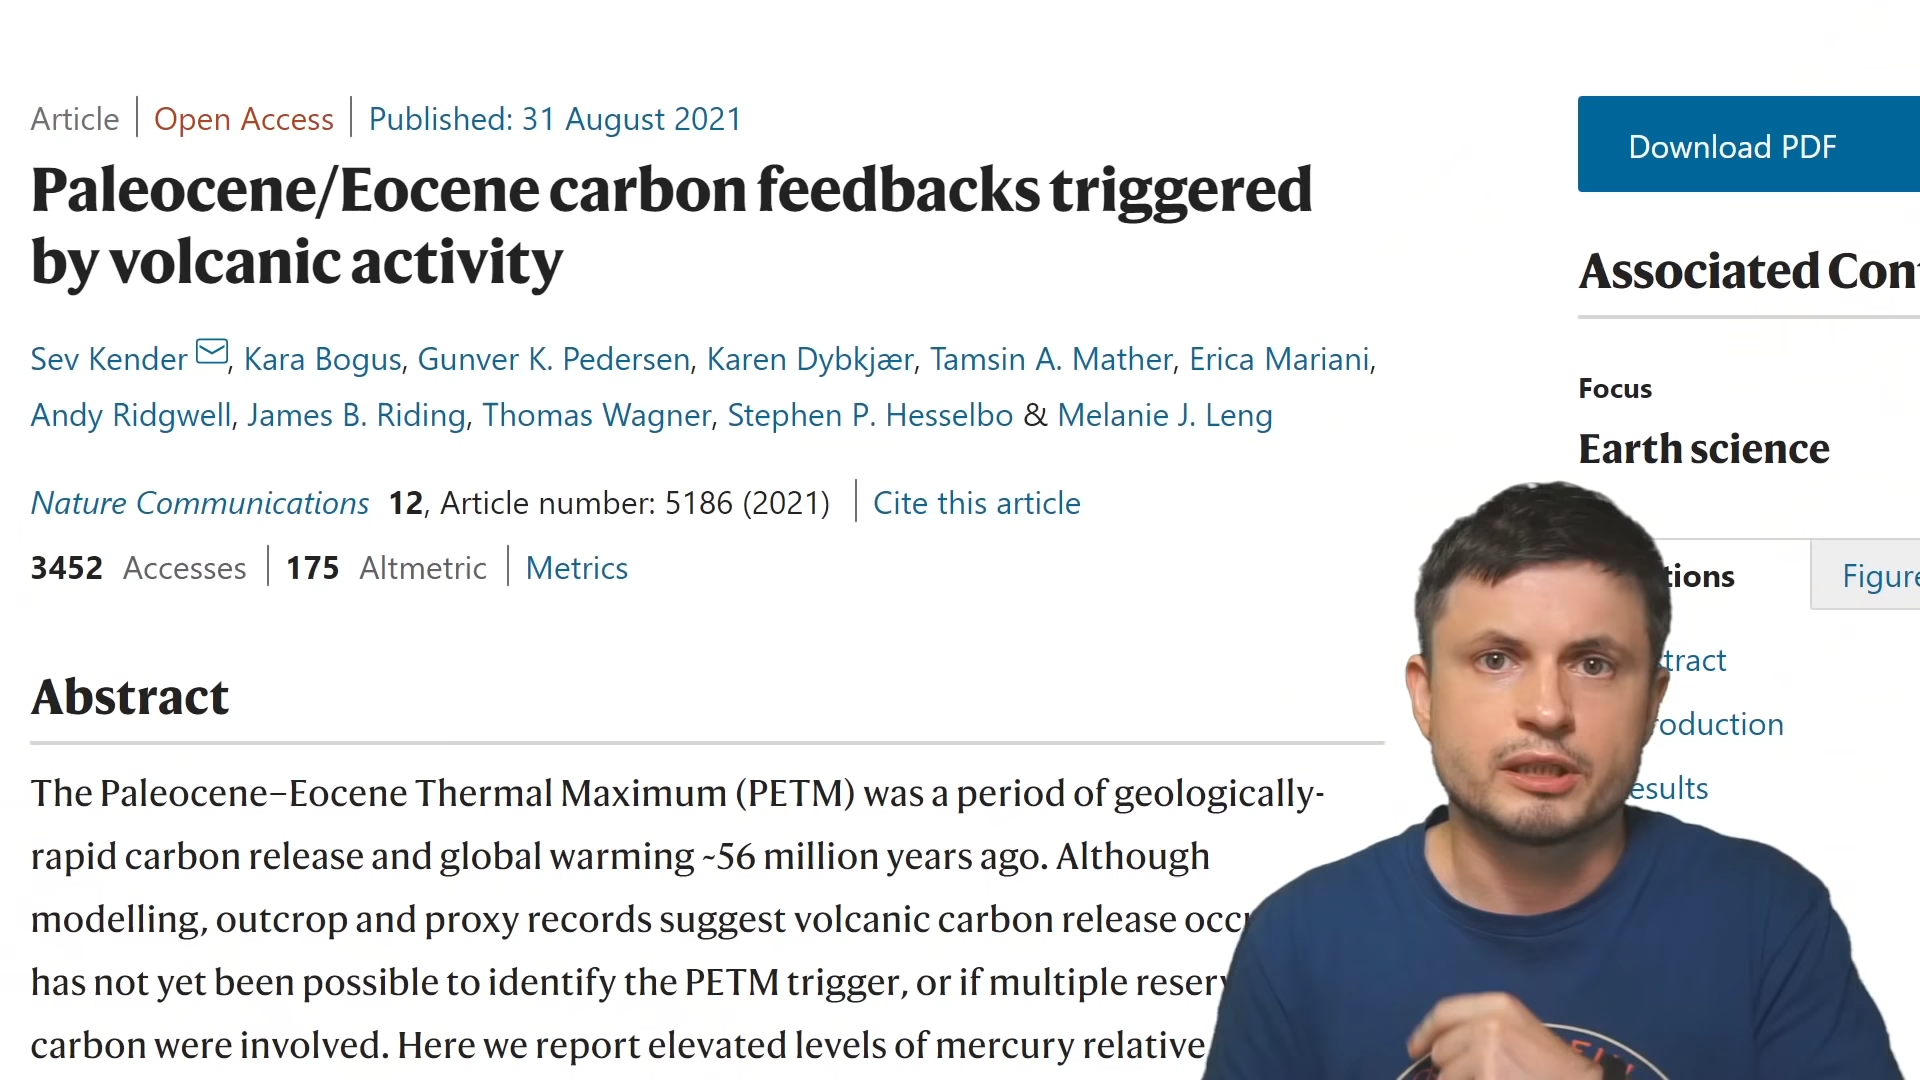 Article | Open Access | Published: 31 August 2021
Download PDF
Paleocene/Eocene carbon feedbacks triggered
by volcanic activity
Associated Con
Sev Kender , Kara Bogus, Gunver K. Pedersen, Karen Dybkjær, Tamsin A. Mather, Erica Mariani,
Andy Ridgwell, James B. Riding, Thomas Wagner, Stephen P. Hesselbo & Melanie J. Leng
Focus
Earth science
Nature Communications 12, Article number: 5186 (2021) | Cite this article
3452 Accesses | 175 Altmetric | Metrics
tions
Figure
tract
roduction
esults
Abstract
The Paleocene–Eocene Thermal Maximum (PETM) was a period of geologically-
rapid carbon release and global warming ~56 million years ago. Although
modelling, outcrop and proxy records suggest volcanic carbon release occ
has not yet been possible to identify the PETM trigger, or if multiple reser
carbon were involved. Here we report elevated levels of mercury relative